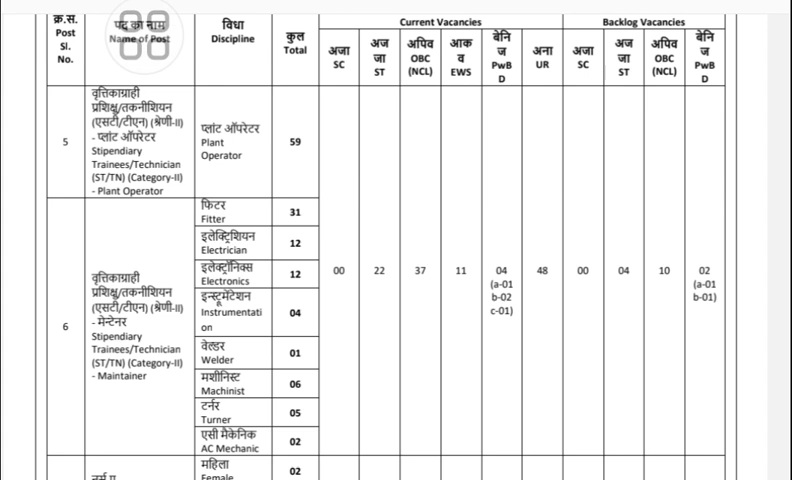 क्र.सं.
Post
Sl.
No.
पद का नाम
Name of Post
विधा
Discipline
कुल
Total
Current Vacancies
Backlog Vacancies
अजा
SC
अज
जा
ST
अपिव
OBC
(NCL)
आक
व
EWS
बेनि
ज
PwB
D
अना
UR
अजा
SC
अज
जा
ST
अपिव
OBC
(NCL)
बेनि
ज
PwB
D
5
वृत्तिकाग्राही
प्रशिक्षु/तकनीशियन
(एसटी/टीएन) (श्रेणी-II)
- प्लांट ऑपरेटर
Stipendiary
Trainees/Technician
(ST/TN) (Category-II)
- Plant Operator
प्लांट ऑपरेटर
Plant
Operator
59
6
वृत्तिकाग्राही
प्रशिक्षु/तकनीशियन
(एसटी/टीएन) (श्रेणी-II)
- मेन्टेनर
Stipendiary
Trainees/Technician
(ST/TN) (Category-II)
- Maintainer
फिटर
Fitter
31
इलेक्ट्रिशियन
Electrician
12
इलेक्ट्रॉनिक्स
Electronics
12
इन्स्ट्रूमेंटेशन
Instrumentati
on
04
वेल्डर
Welder
01
मशीनिस्ट
Machinist
06
टर्नर
Turner
05
एसी मैकेनिक
AC Mechanic
02
00
22
37
11
04
(a-01
b-02
c-01)
48
00
04
10
02
(a-01
b-01)
महिला
Female
02